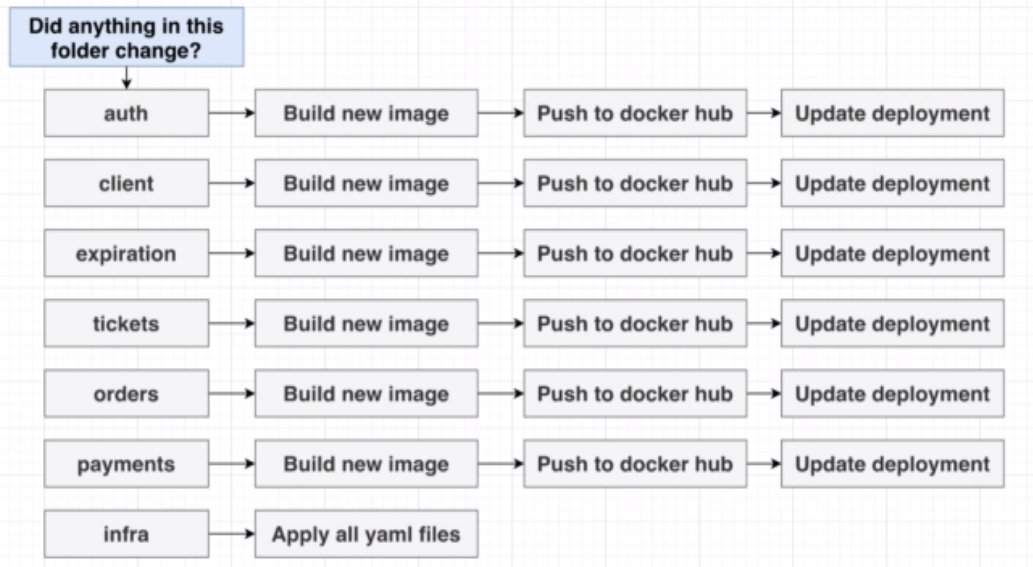 Did anything in this
folder change?
auth
Build new image
Push to docker hub
Update deployment
client
Build new image
Push to docker hub
Update deployment
expiration
Build new image
Push to docker hub
Update deployment
tickets
Build new image
Push to docker hub
Update deployment
orders
Build new image
Push to docker hub
Update deployment
payments
Build new image
Push to docker hub
Update deployment
infra
Apply all yaml files